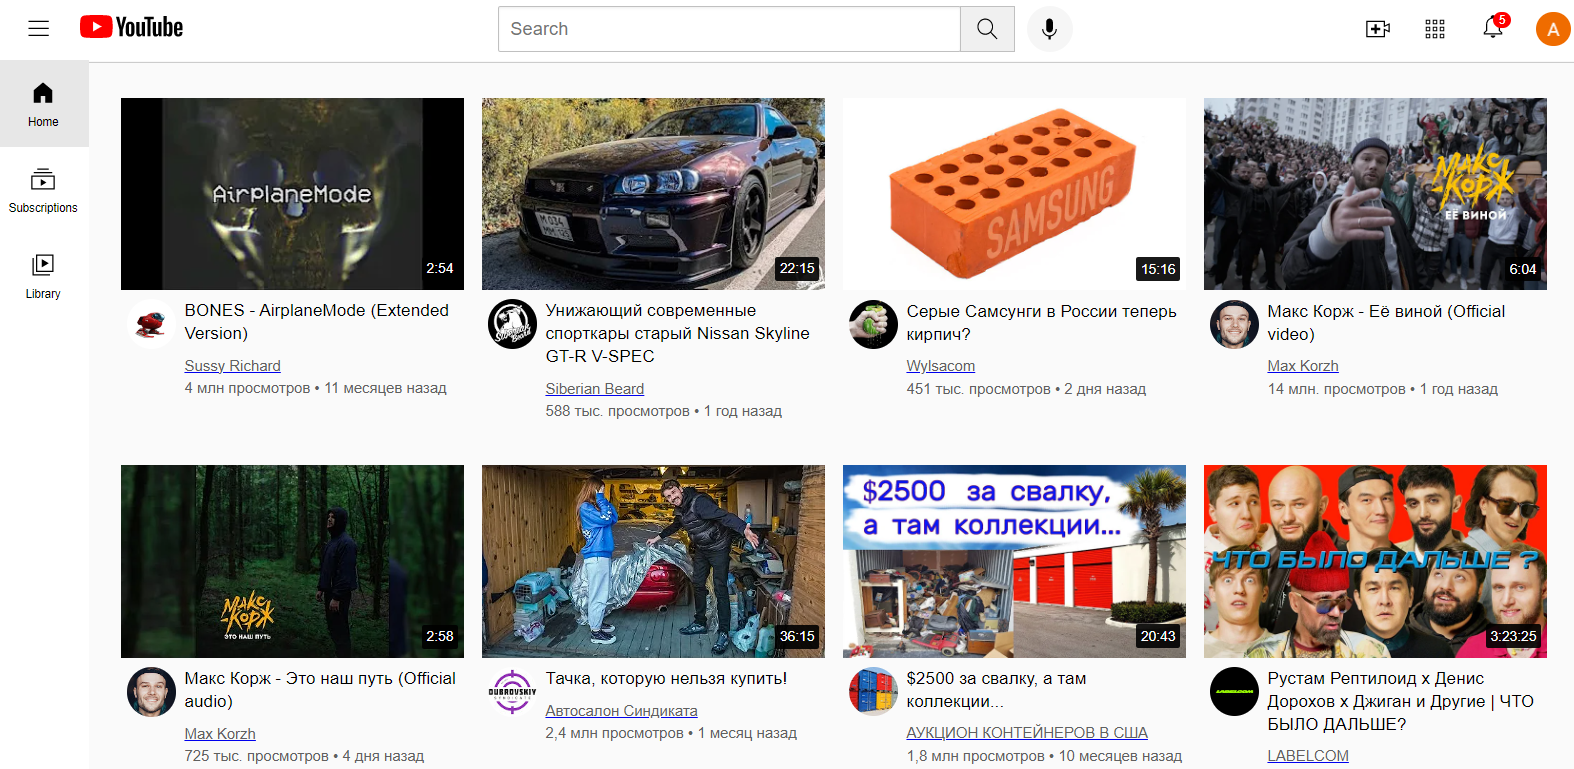 YouTube
Search
5
A
Home
Subscriptions
Library
AirplaneMode
2:54
BONES - AirplaneMode (Extended
Version)
Sussy Richard
4 млн просмотров • 11 месяцев назад
22:15
Унижающий современные
спорткары старый Nissan Skyline
GT-R V-SPEC
Siberian Beard
588 тыс. просмотров • 1 год назад
SAMSUNG
15:16
Серые Самсунги в России теперь
кирпич?
Wylsacom
451 тыс. просмотров • 2 дня назад
МАКС
КОРЖ
ЕЁ ВИНОЙ
6:04
Макс Корж - Её виной (Official
video)
Max Korzh
14 млн. просмотров • 1 год назад
МАКС
КОРЖ
ЭТО НАШ ПУТЬ
2:58
Макс Корж - Это наш путь (Official
audio)
Max Korzh
725 тыс. просмотров • 4 дня назад
36:15
DUBROVSKIY
SYNDICATE
Тачка, которую нельзя купить!
Автосалон Синдиката
2,4 млн просмотров • 1 месяц назад
$2500 за свалку,
а там коллекции...
20:43
$2500 за свалку, а там
коллекции...
АУКЦИОН КОНТЕЙНЕРОВ В США
1,8 млн просмотров • 10 месяцев назад
ЧТО БЫЛО ДАЛЬШЕ ?
3:23:25
LABELCOM
Рустам Рептилоид х Денис
Дорохов х Джиган и Другие | ЧТО
БЫЛО ДАЛЬШЕ?
LABELCOM